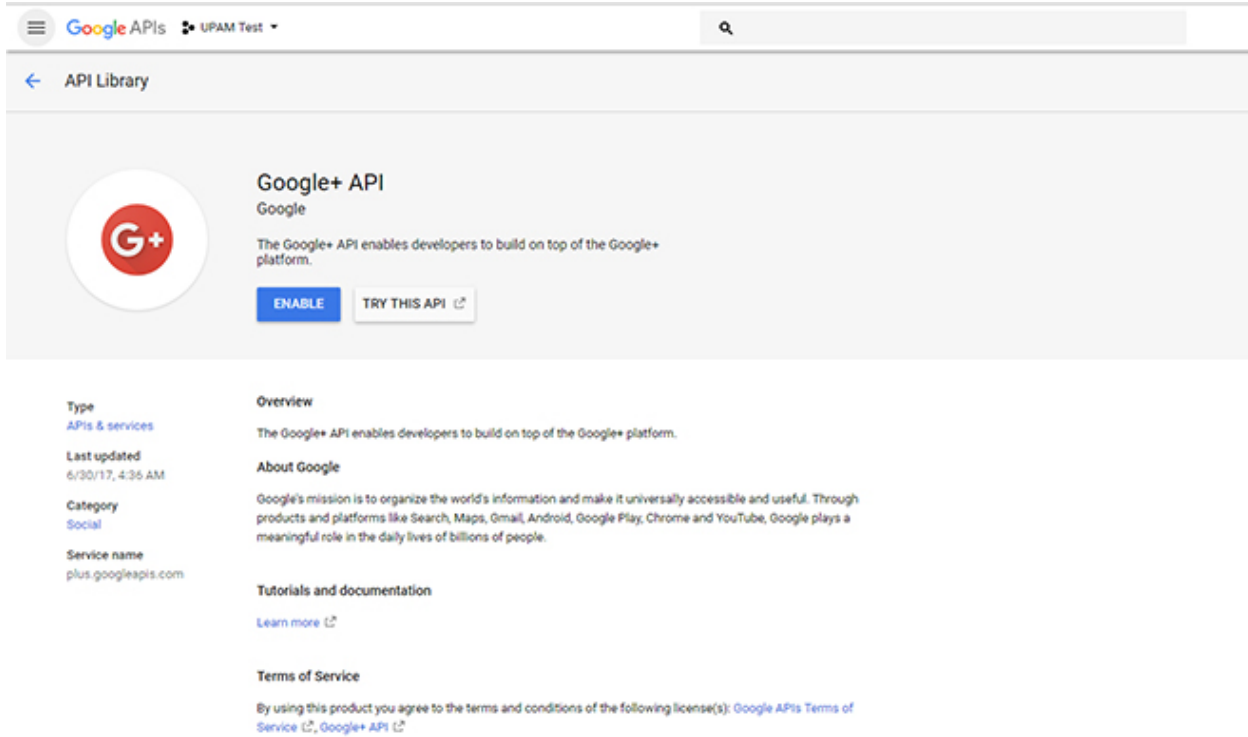 Google APIs UPAM Test
API Library
G+
Google+ API
Google
The Google+ API enables developers to build on top of the Google+
platform.
ENABLE TRY THIS API
Type
APIs & services
Last updated
6/30/17, 4:36 AM
Category
Social
Service name
plus.googleapis.com
Overview
The Google+ API enables developers to build on top of the Google+ platform.
About Google
Google's mission is to organize the world's information and make it universally accessible and useful. Through
products and platforms like Search, Maps, Gmail, Android, Google Play, Chrome and YouTube, Google plays a
meaningful role in the daily lives of billions of people.
Tutorials and documentation
Learn more
Terms of Service
By using this product you agree to the terms and conditions of the following license(s): Google APIs Terms of
Service , Google+ API